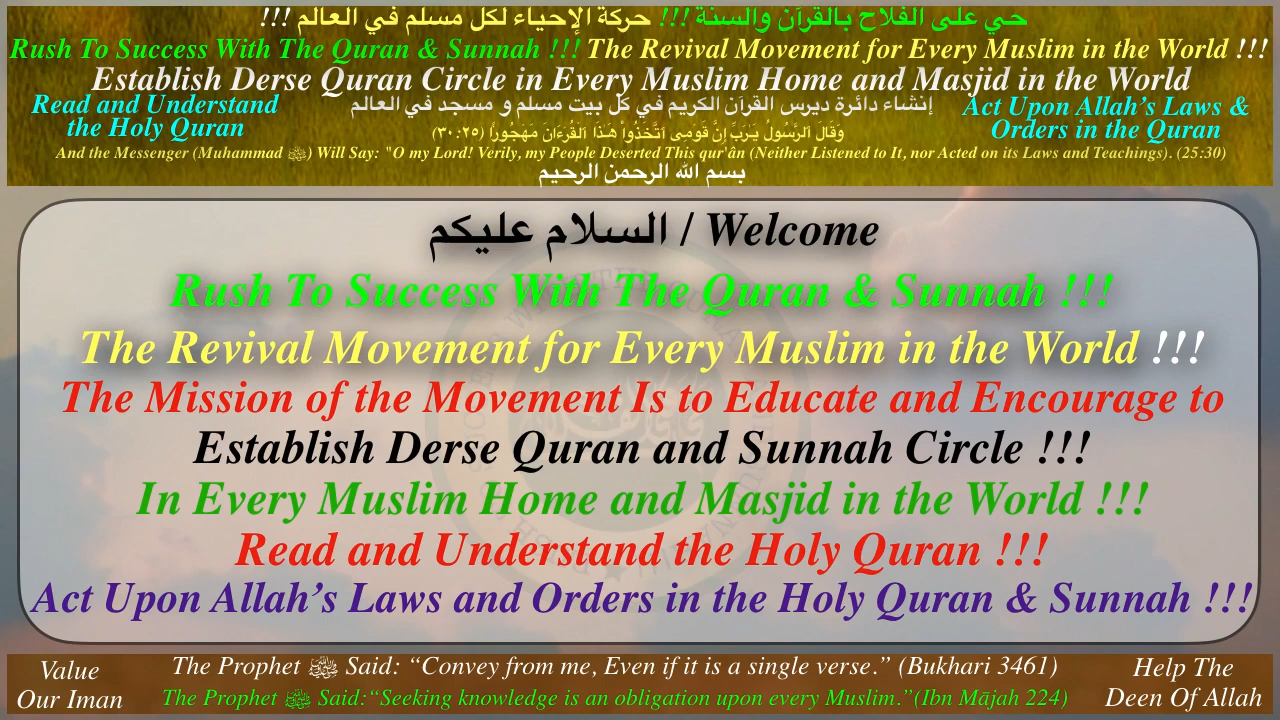 حي على الفلاح بالقرآن والسنة !!! حركة الإحياء لكل مسلم في العالم !!!
Rush To Success With The Quran & Sunnah !!! The Revival Movement for Every Muslim in the World !!!
Establish Derse Quran Circle in Every Muslim Home and Masjid in the World
Read and Understand
the Holy Quran
إنشاء دائرة ديرس القرآن الكريم في كل بيت مسلم و مسجد في العالم
وَقَالَ ٱلرَّسُولُ يَـٰرَبِّ إِنَّ قَوْمِى ٱتَّخَذُوا۟ هَـٰذَا ٱلْقُرْءَانَ مَهْجُورًا (٣٠:٢٥)
Act Upon Allah’s Laws &
Orders in the Quran
And the Messenger (Muhammad ﷺ) Will Say: "O my Lord! Verily, my People Deserted This qur'ân (Neither Listened to It, nor Acted on its Laws and Teachings). (25:30)
بسم الله الرحمن الرحيم
السلام عليكم / Welcome
Rush To Success With The Quran & Sunnah !!!
The Revival Movement for Every Muslim in the World !!!
The Mission of the Movement Is to Educate and Encourage to
Establish Derse Quran and Sunnah Circle !!!
In Every Muslim Home and Masjid in the World !!!
Read and Understand the Holy Quran !!!
Act Upon Allah’s Laws and Orders in the Holy Quran & Sunnah !!!
Value
Our Iman
The Prophet ﷺ Said: “Convey from me, Even if it is a single verse.” (Bukhari 3461)
The Prophet ﷺ Said:“Seeking knowledge is an obligation upon every Muslim.”(Ibn Mājah 224)
Help The
Deen Of Allah